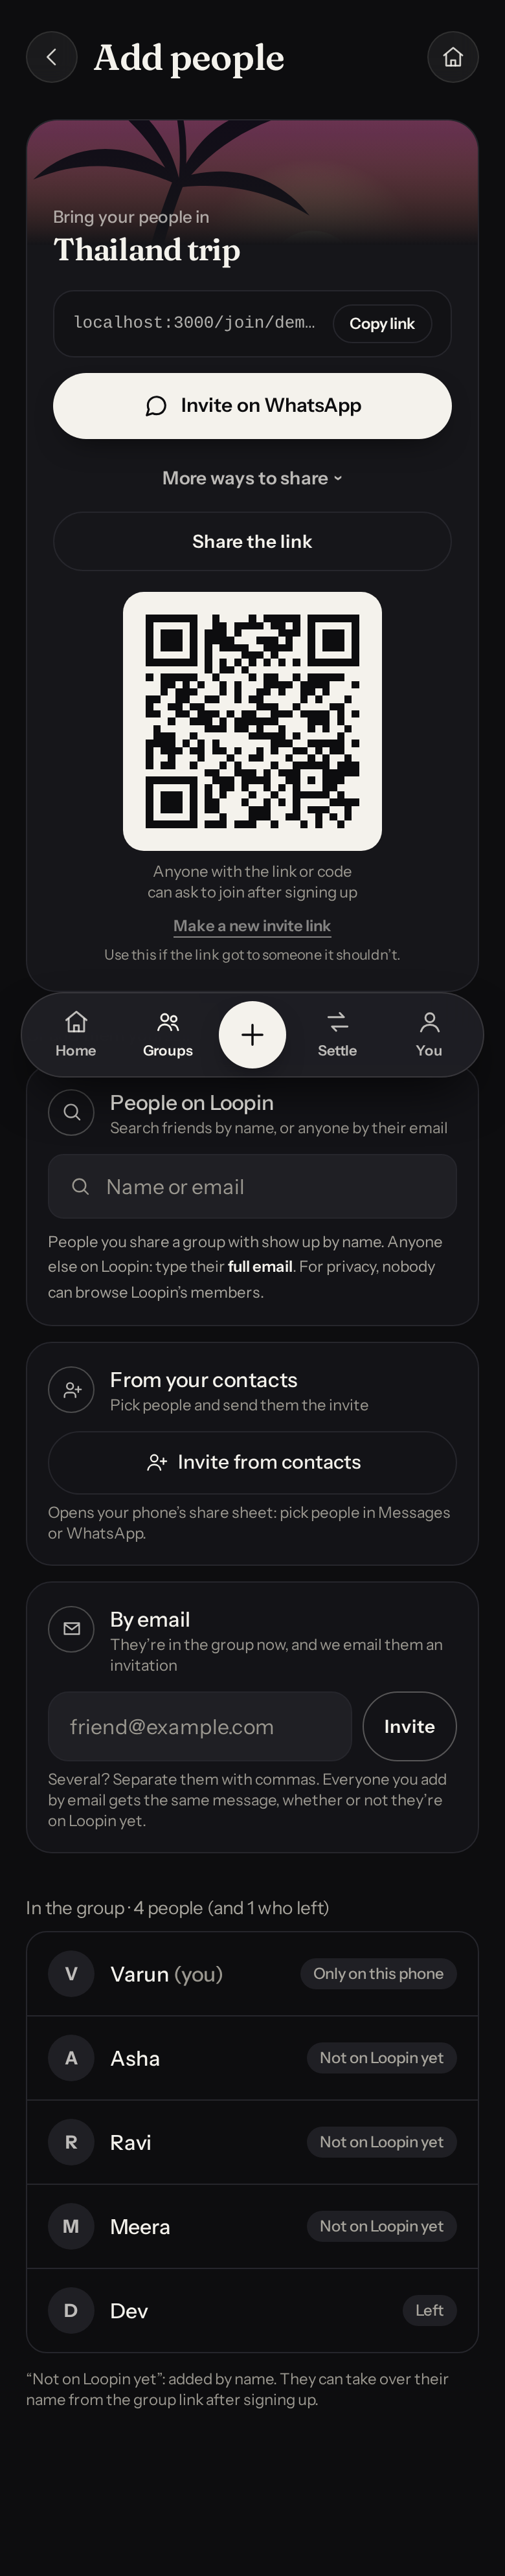 Add people
Bring your people in
Thailand trip
localhost:3000/join/dem…
Copy link
Invite on WhatsApp
More ways to share
Share the link
Anyone with the link or code
can ask to join after signing up
Make a new invite link
Use this if the link got to someone it shouldn’t.
Home
Groups
Settle
You
People on Loopin
Search friends by name, or anyone by their email
Name or email
People you share a group with show up by name. Anyone
else on Loopin: type their full email. For privacy, nobody
can browse Loopin’s members.
From your contacts
Pick people and send them the invite
Invite from contacts
Opens your phone’s share sheet: pick people in Messages
or WhatsApp.
By email
They’re in the group now, and we email them an
invitation
friend@example.com
Invite
Several? Separate them with commas. Everyone you add
by email gets the same message, whether or not they’re
on Loopin yet.
In the group · 4 people (and 1 who left)
V
Varun (you)
Only on this phone
A
Asha
Not on Loopin yet
R
Ravi
Not on Loopin yet
M
Meera
Not on Loopin yet
D
Dev
Left
“Not on Loopin yet”: added by name. They can take over their
name from the group link after signing up.